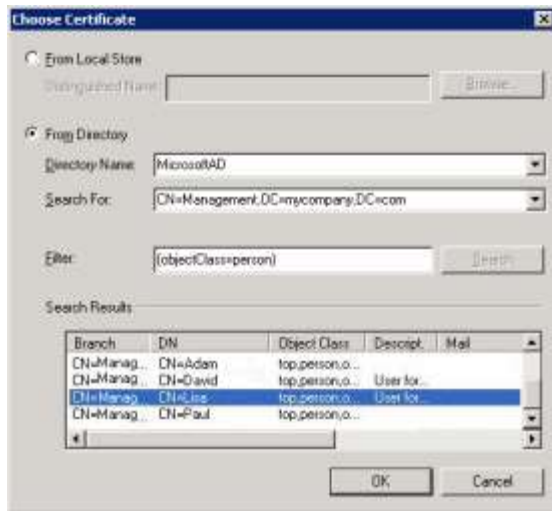 Choose Certificate
From Local Store
Distinguished Name:
Browse...
From Directory
Directory Name: MicrosoftAD
Search For: CN=Management,DC=mycompany,DC=com
Filter: (objectClass=person) Search
Search Results
Branch DN Object Class Descript. Mail
CN=Manag... CN=Adam top,person,o...
CN=Manag... CN=David top,person,o... User for...
CN=Manag... CN=Lisa top,person,o... User for...
CN=Manag... CN=Paul top,person,o...
OK Cancel